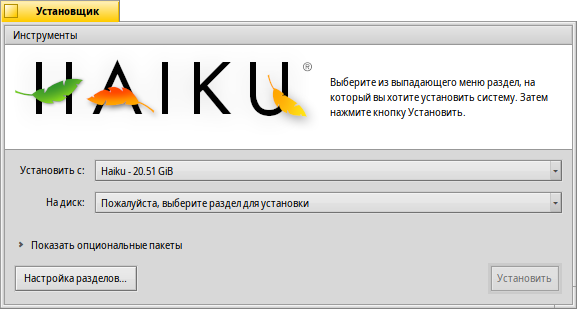 Установщик
Инструменты
HAIKU®
Выберите из выпадающего меню раздел, на
который вы хотите установить систему. Затем
нажмите кнопку Установить.
Установить с: Haiku - 20.51 GiB
На диск: Пожалуйста, выберите раздел для установки
Показать опциональные пакеты
Настройка разделов... Установить